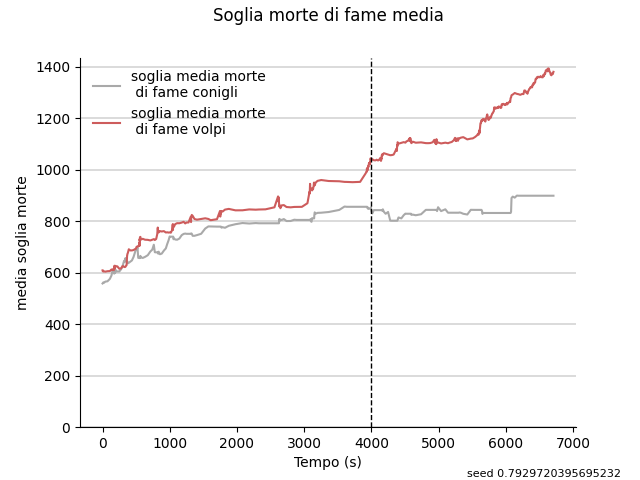 Soglia morte di fame media
soglia media morte
di fame conigli
soglia media morte
di fame volpi
media soglia morte
1400
1200
1000
800
600
400
200
0
0 1000 2000 3000 4000 5000 6000 7000
Tempo (s)
seed 0.7929720395695232